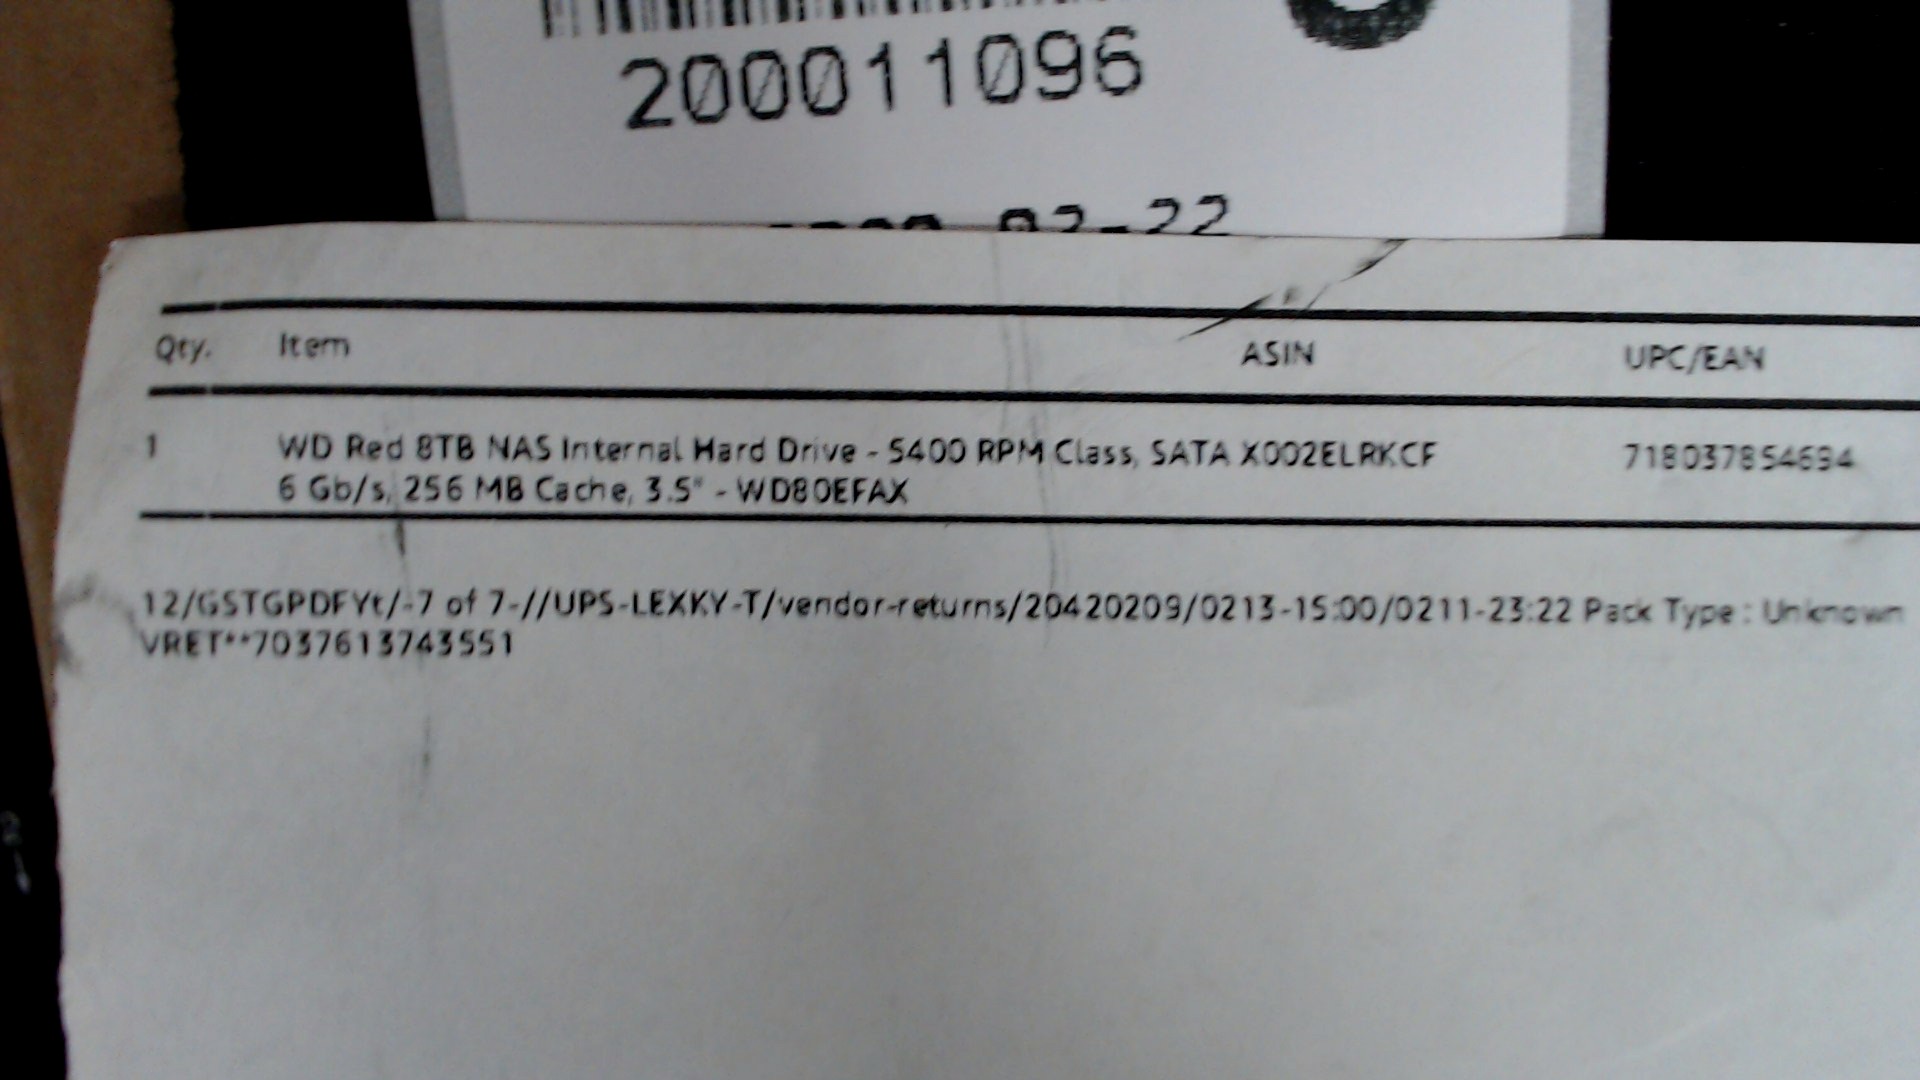 200011096
02-22
Qty. Item ASIN UPC/EAN
1 WD Red 8TB NAS Internal Hard Drive - 5400 RPM Class, SATA X002ELRKCF 718037854694
6 Gb/s, 256 MB Cache, 3.5" - WD80EFAX
12/GSTGPDFYt/-7 of 7-//UPS-LEXKY-T/vendor-returns/20420209/0213-15:00/0211-23:22 Pack Type : Unknown
VRET**7037613743551